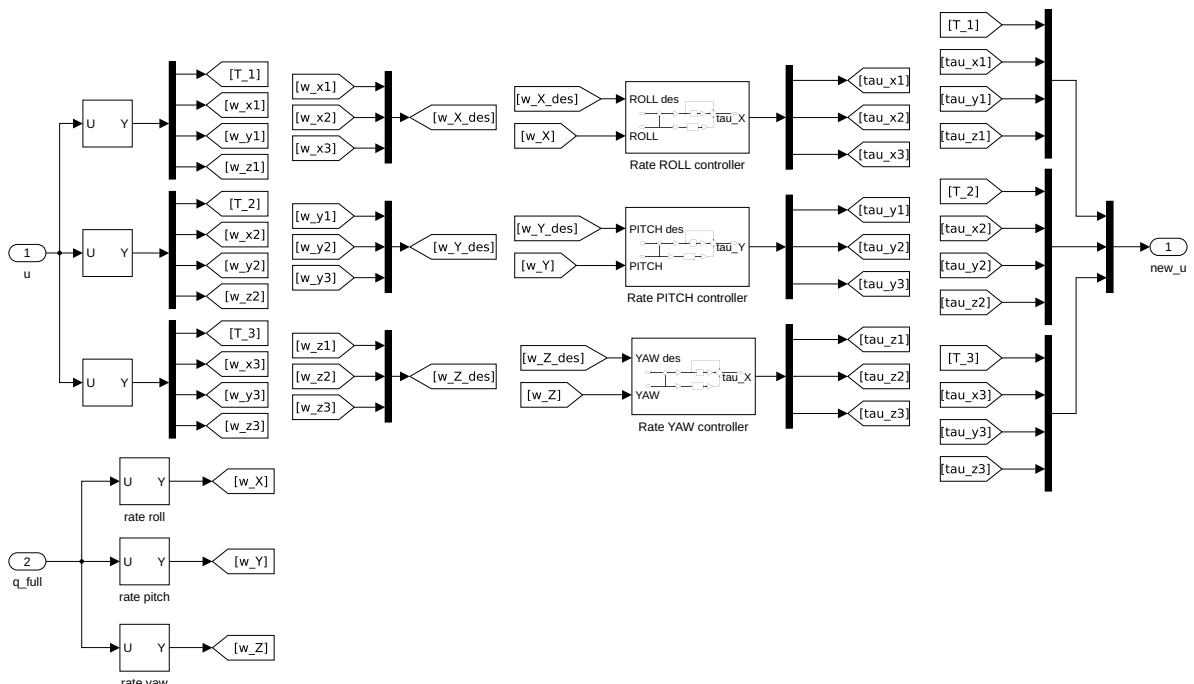 1
u
U Y
[T_1]
[w_x1]
[w_y1]
[w_z1]
U Y
[T_2]
[w_x2]
[w_y2]
[w_z2]
U Y
[T_3]
[w_x3]
[w_y3]
[w_z3]
2
q_full
U Y
rate roll
[w_X]
U Y
rate pitch
[w_Y]
U Y
rate yaw
[w_Z]
[w_x1]
[w_x2]
[w_x3]
[w_X_des]
[w_y1]
[w_y2]
[w_y3]
[w_Y_des]
[w_z1]
[w_z2]
[w_z3]
[w_Z_des]
[w_X_des]
[w_X]
ROLL des
ROLL
tau_X
Rate ROLL controller
[tau_x1]
[tau_x2]
[tau_x3]
[w_Y_des]
[w_Y]
PITCH des
PITCH
tau_Y
Rate PITCH controller
[tau_y1]
[tau_y2]
[tau_y3]
[w_Z_des]
[w_Z]
YAW des
YAW
tau_X
Rate YAW controller
[tau_z1]
[tau_z2]
[tau_z3]
[T_1]
[tau_x1]
[tau_y1]
[tau_z1]
[T_2]
[tau_x2]
[tau_y2]
[tau_z2]
[T_3]
[tau_x3]
[tau_y3]
[tau_z3]
1
new_u